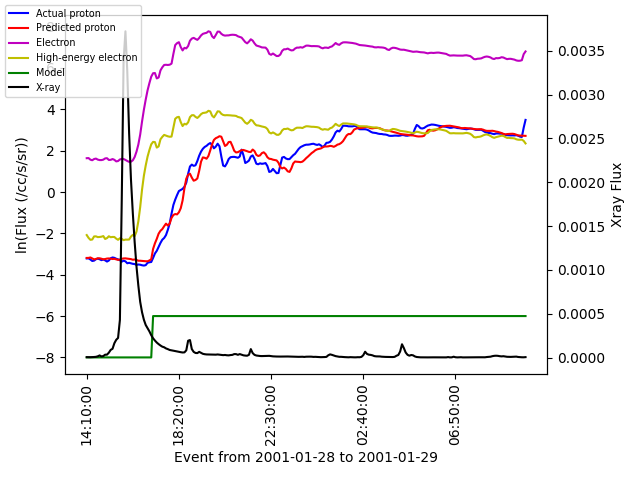 Actual proton
Predicted proton
Electron
High-energy electron
Model
X-ray
4
2
0
−2
−4
−6
−8
ln(Flux (/cc/s/sr))
0.0035
0.0030
0.0025
0.0020
0.0015
0.0010
0.0005
0.0000
Xray Flux
14:10:00
18:20:00
22:30:00
02:40:00
06:50:00
Event from 2001-01-28 to 2001-01-29